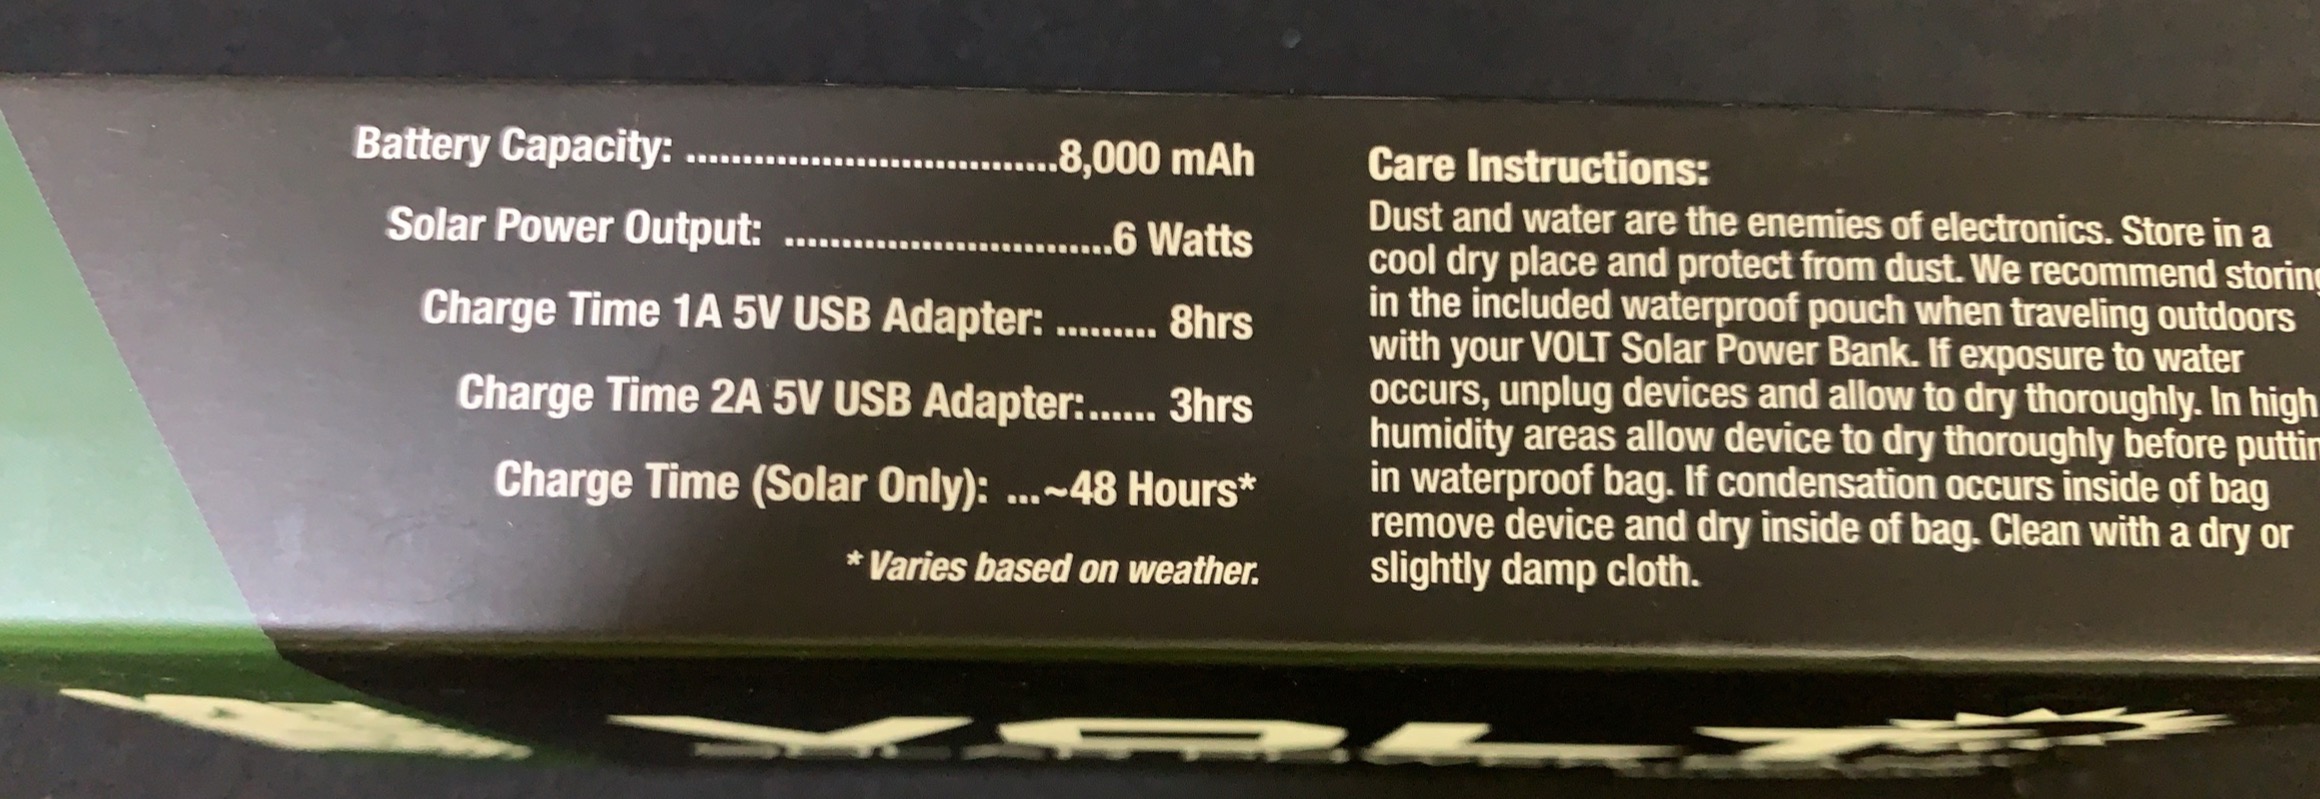 Battery Capacity: ..................................8,000 mAh
Solar Power Output: ..............................6 Watts
Charge Time 1A 5V USB Adapter: ......... 8hrs
Charge Time 2A 5V USB Adapter:...... 3hrs
Charge Time (Solar Only): ...~48 Hours*
* Varies based on weather.
Care Instructions:
Dust and water are the enemies of electronics. Store in a
cool dry place and protect from dust. We recommend storing
in the included waterproof pouch when traveling outdoors
with your VOLT Solar Power Bank. If exposure to water
occurs, unplug devices and allow to dry thoroughly. In high
humidity areas allow device to dry thoroughly before puttin
in waterproof bag. If condensation occurs inside of bag
remove device and dry inside of bag. Clean with a dry or
slightly damp cloth.
VOLT